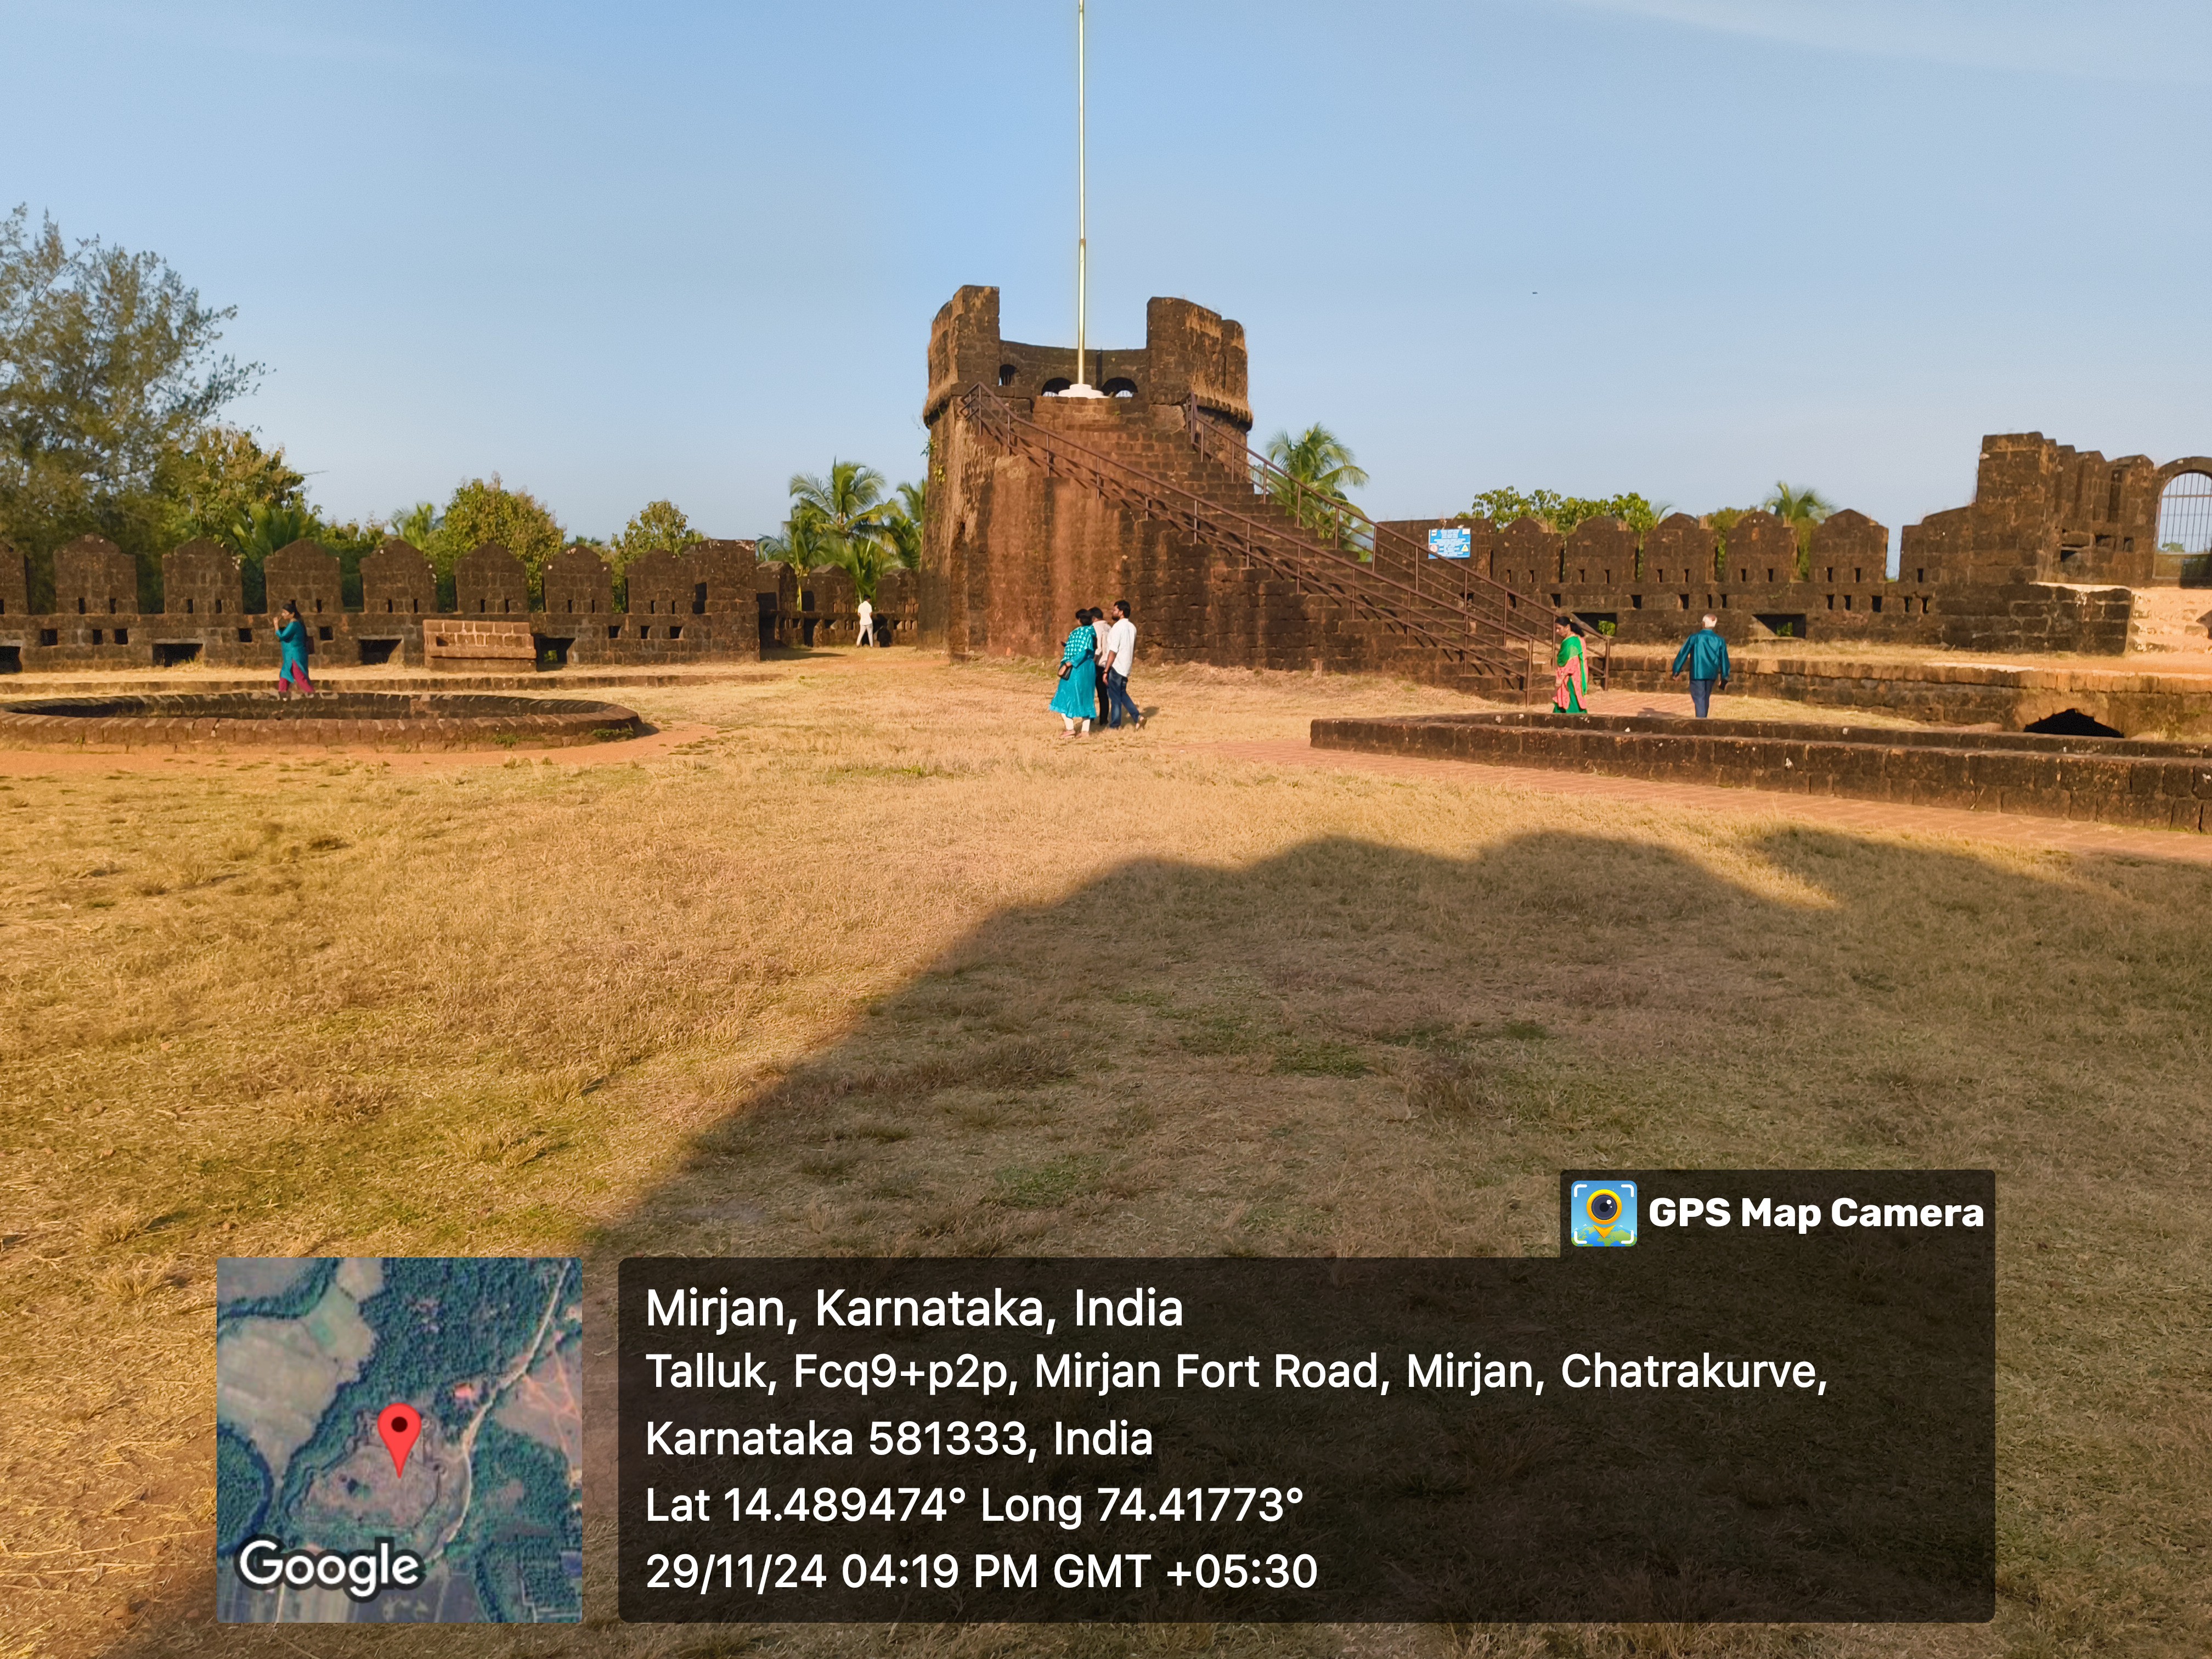 GPS Map Camera
Mirjan, Karnataka, India
Talluk, Fcq9+p2p, Mirjan Fort Road, Mirjan, Chatrakurve,
Karnataka 581333, India
Lat 14.489474° Long 74.41773°
29/11/24 04:19 PM GMT +05:30
Google